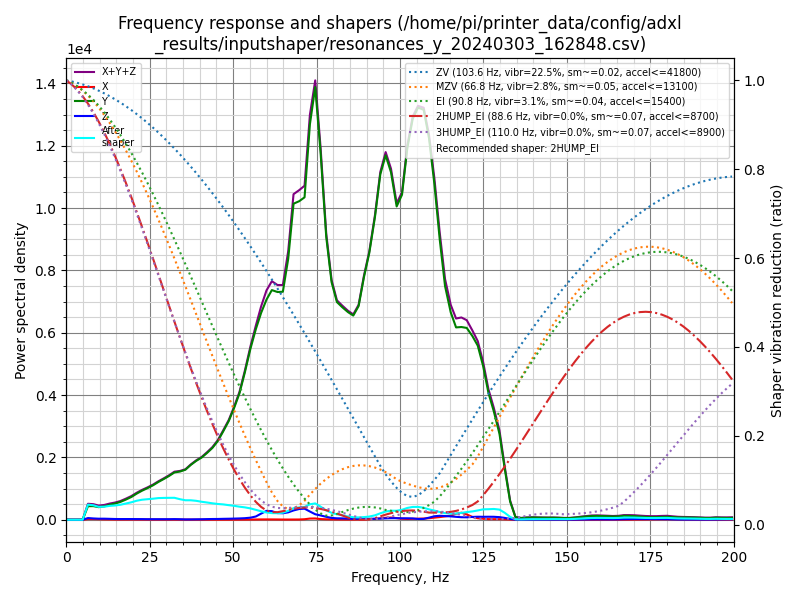 Frequency response and shapers (/home/pi/printer_data/config/adxl
_results/inputshaper/resonances_y_20240303_162848.csv)
1e4
X+Y+Z
X
Y
Z
After
shaper
ZV (103.6 Hz, vibr=22.5%, sm~=0.02, accel<=41800)
MZV (66.8 Hz, vibr=2.8%, sm~=0.05, accel<=13100)
EI (90.8 Hz, vibr=3.1%, sm~=0.04, accel<=15400)
2HUMP_EI (88.6 Hz, vibr=0.0%, sm~=0.07, accel<=8700)
3HUMP_EI (110.0 Hz, vibr=0.0%, sm~=0.07, accel<=8900)
Recommended shaper: 2HUMP_EI
Power spectral density
1.4
1.2
1.0
0.8
0.6
0.4
0.2
0.0
1.0
0.8
0.6
0.4
0.2
0.0
Shaper vibration reduction (ratio)
0 25 50 75 100 125 150 175 200
Frequency, Hz